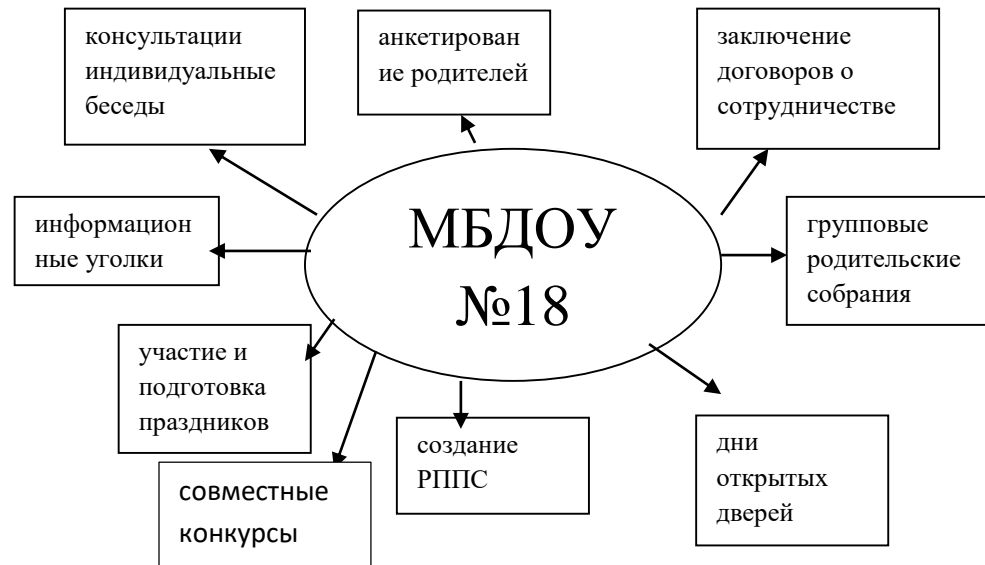 консультации
индивидуальные
беседы
анкетирован
ие родителей
заключение
договоров о
сотрудничестве
информацион
ные уголки
МБДОУ
№18
групповые
родительские
собрания
участие и
подготовка
праздников
совместные
конкурсы
создание
РППС
дни
открытых
дверей